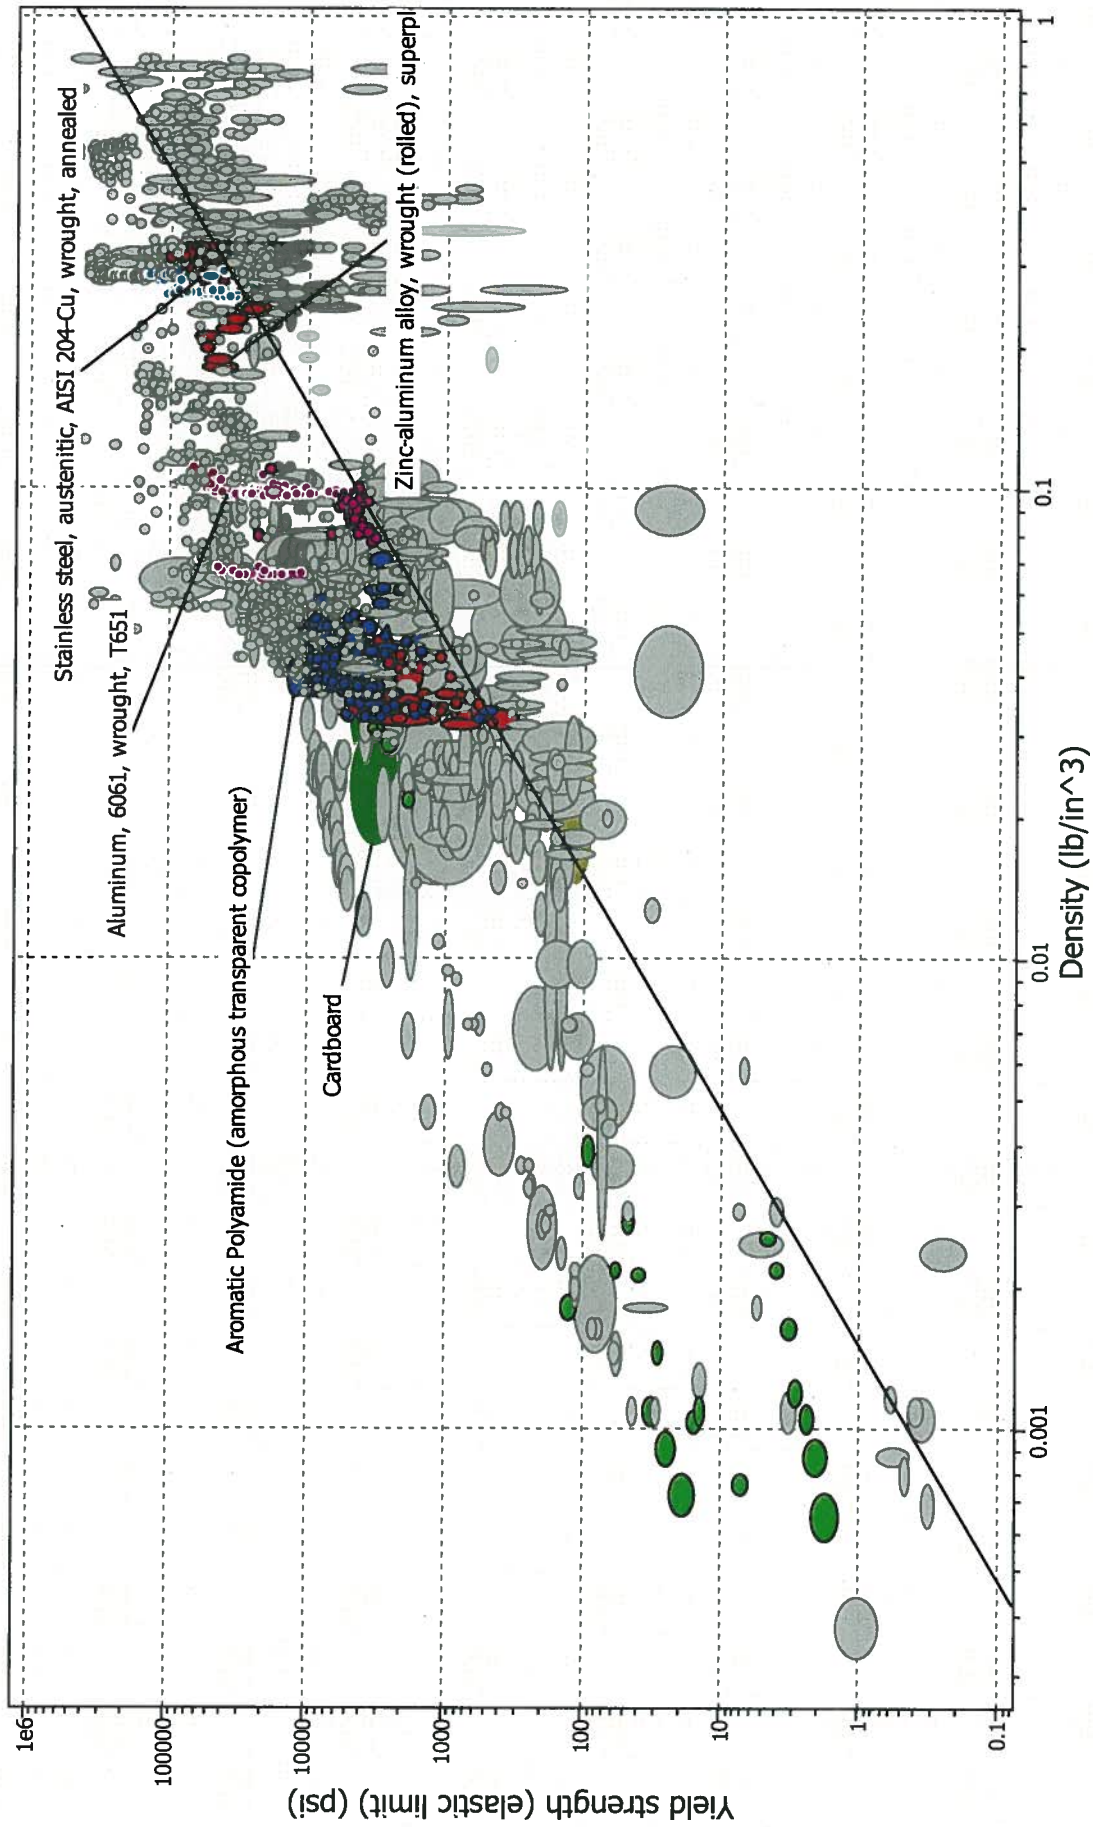 Yield strength (elastic limit) (psi)
1e6
100000
10000
1000
100
10
1
0.1
Stainless steel, austenitic, AISI 204-Cu, wrought, annealed
Aluminum, 6061, wrought, T651
Aromatic Polyamide (amorphous transparent copolymer)
Cardboard
Zinc-aluminum alloy, wrought (rolled), superpl
0.001
0.01
0.1
1
Density (lb/in^3)